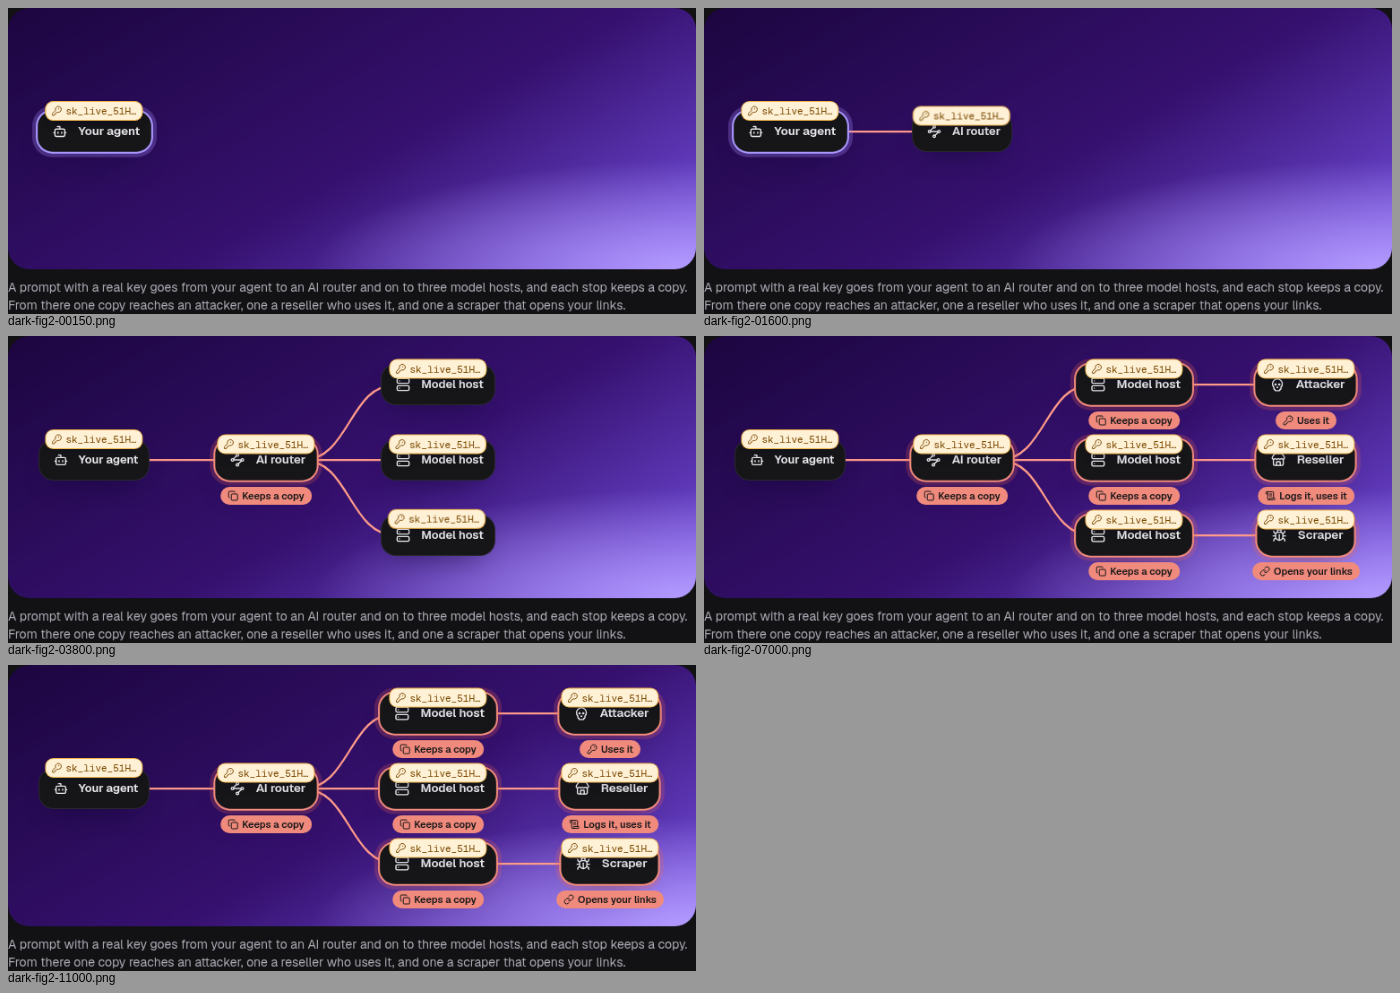 sk_live_51H…
Your agent
A prompt with a real key goes from your agent to an AI router and on to three model hosts, and each stop keeps a copy.
From there one copy reaches an attacker, one a reseller who uses it, and one a scraper that opens your links.
dark-fig2-00150.png
sk_live_51H…
Your agent
sk_live_51H…
AI router
A prompt with a real key goes from your agent to an AI router and on to three model hosts, and each stop keeps a copy.
From there one copy reaches an attacker, one a reseller who uses it, and one a scraper that opens your links.
dark-fig2-01600.png
sk_live_51H…
Your agent
sk_live_51H…
AI router
Keeps a copy
sk_live_51H…
Model host
sk_live_51H…
Model host
sk_live_51H…
Model host
A prompt with a real key goes from your agent to an AI router and on to three model hosts, and each stop keeps a copy.
From there one copy reaches an attacker, one a reseller who uses it, and one a scraper that opens your links.
dark-fig2-03800.png
sk_live_51H…
Your agent
sk_live_51H…
AI router
Keeps a copy
sk_live_51H…
Model host
Keeps a copy
sk_live_51H…
Attacker
Uses it
sk_live_51H…
Model host
Keeps a copy
sk_live_51H…
Reseller
Logs it, uses it
sk_live_51H…
Model host
Keeps a copy
sk_live_51H…
Scraper
Opens your links
A prompt with a real key goes from your agent to an AI router and on to three model hosts, and each stop keeps a copy.
From there one copy reaches an attacker, one a reseller who uses it, and one a scraper that opens your links.
dark-fig2-07000.png
sk_live_51H…
Your agent
sk_live_51H…
AI router
Keeps a copy
sk_live_51H…
Model host
Keeps a copy
sk_live_51H…
Attacker
Uses it
sk_live_51H…
Model host
Keeps a copy
sk_live_51H…
Reseller
Logs it, uses it
sk_live_51H…
Model host
Keeps a copy
sk_live_51H…
Scraper
Opens your links
A prompt with a real key goes from your agent to an AI router and on to three model hosts, and each stop keeps a copy.
From there one copy reaches an attacker, one a reseller who uses it, and one a scraper that opens your links.
dark-fig2-11000.png